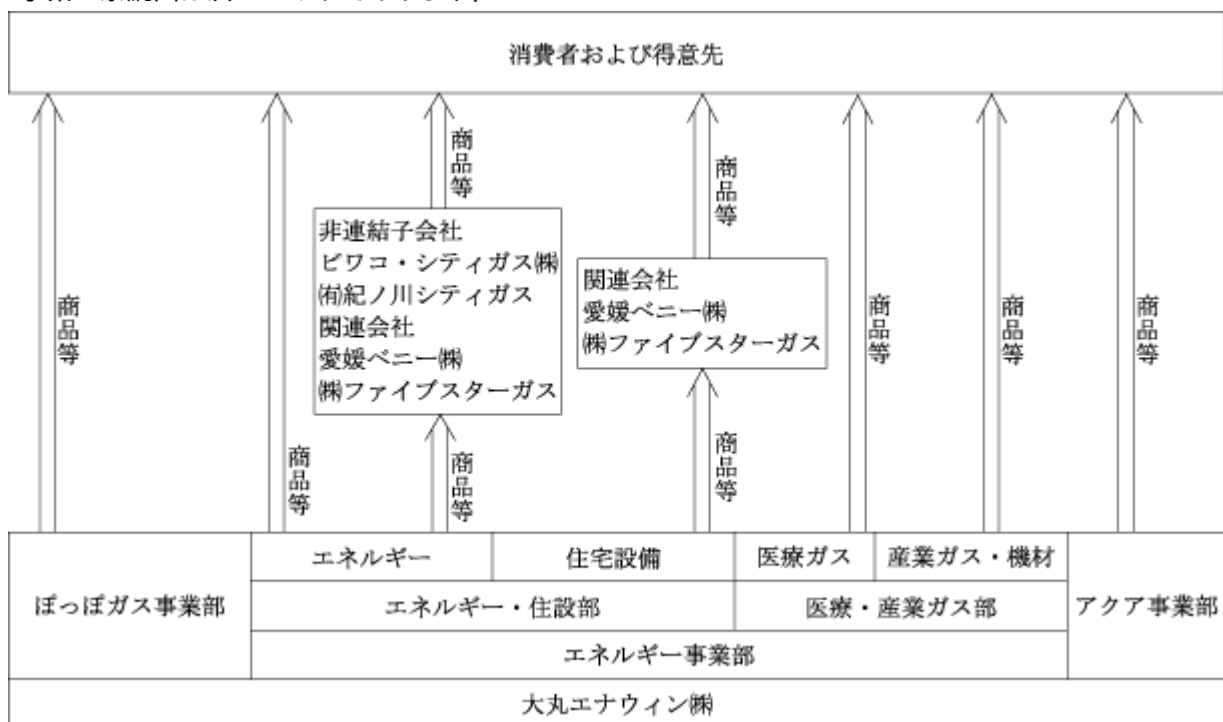 消費者および得意先
商品等
商品等
非連結子会社
ビワコ・シティガス㈱
㈲紀ノ川シティガス
関連会社
愛媛ベニー㈱
㈱ファイブスターガス
関連会社
愛媛ベニー㈱
㈱ファイブスターガス
商品等
商品等
商品等
商品等
商品等
商品等
商品等
エネルギー
住宅設備
医療ガス
産業ガス・機材
ぽっぽガス事業部
エネルギー・住設部
医療・産業ガス部
アクア事業部
エネルギー事業部
大丸エナウィン㈱